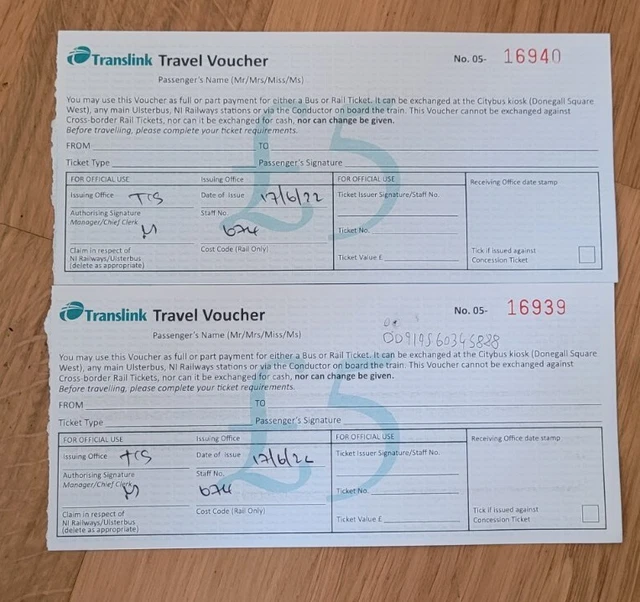 Translink Travel Voucher No. 05- 16940
Passenger's Name (Mr/Mrs/Miss/Ms)
You may use this Voucher as full or part payment for either a Bus or Rail Ticket. It can be exchanged at the Citybus kiosk (Donegall Square
West), any main Ulsterbus, NI Railways stations or via the Conductor on board the train. This Voucher cannot be exchanged against
Cross-border Rail Tickets, nor can it be exchanged for cash, nor can change be given.
Before travelling, please complete your ticket requirements.
£5
FROM TO
Ticket Type Passenger's Signature
FOR OFFICIAL USE Issuing Office FOR OFFICIAL USE Receiving Office date stamp
Issuing Office TCS Date of Issue 17/6/22 Ticket Issuer Signature/Staff No.
Authorising Signature Staff No.
Manager/Chief Clerk 674 Ticket No.
Claim in respect of Cost Code (Rail Only) Tick if issued against
NI Railways/Ulsterbus Ticket Value £ Concession Ticket
(delete as appropriate)
Translink Travel Voucher No. 05- 16939
Passenger's Name (Mr/Mrs/Miss/Ms) 00919560345828
You may use this Voucher as full or part payment for either a Bus or Rail Ticket. It can be exchanged at the Citybus kiosk (Donegall Square
West), any main Ulsterbus, NI Railways stations or via the Conductor on board the train. This Voucher cannot be exchanged against
Cross-border Rail Tickets, nor can it be exchanged for cash, nor can change be given.
Before travelling, please complete your ticket requirements.
£5
FROM TO
Ticket Type Passenger's Signature
FOR OFFICIAL USE Issuing Office FOR OFFICIAL USE Receiving Office date stamp
Issuing Office TCS Date of Issue 17/6/22 Ticket Issuer Signature/Staff No.
Authorising Signature Staff No.
Manager/Chief Clerk 674 Ticket No.
Claim in respect of Cost Code (Rail Only) Tick if issued against
NI Railways/Ulsterbus Ticket Value £ Concession Ticket
(delete as appropriate)